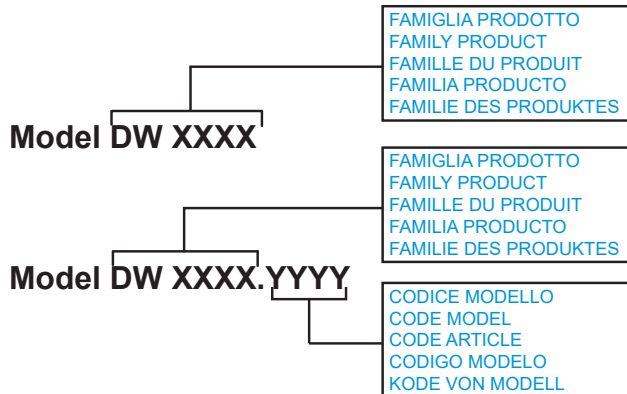 FAMIGLIA PRODOTTO
FAMILY PRODUCT
FAMILLE DU PRODUIT
FAMILIA PRODUCTO
FAMILIE DES PRODUKTES
Model DW XXXX
FAMIGLIA PRODOTTO
FAMILY PRODUCT
FAMILLE DU PRODUIT
FAMILIA PRODUCTO
FAMILIE DES PRODUKTES
Model DW XXXX.YYYY
CODICE MODELLO
CODE MODEL
CODE ARTICLE
CODIGO MODELO
KODE VON MODELL